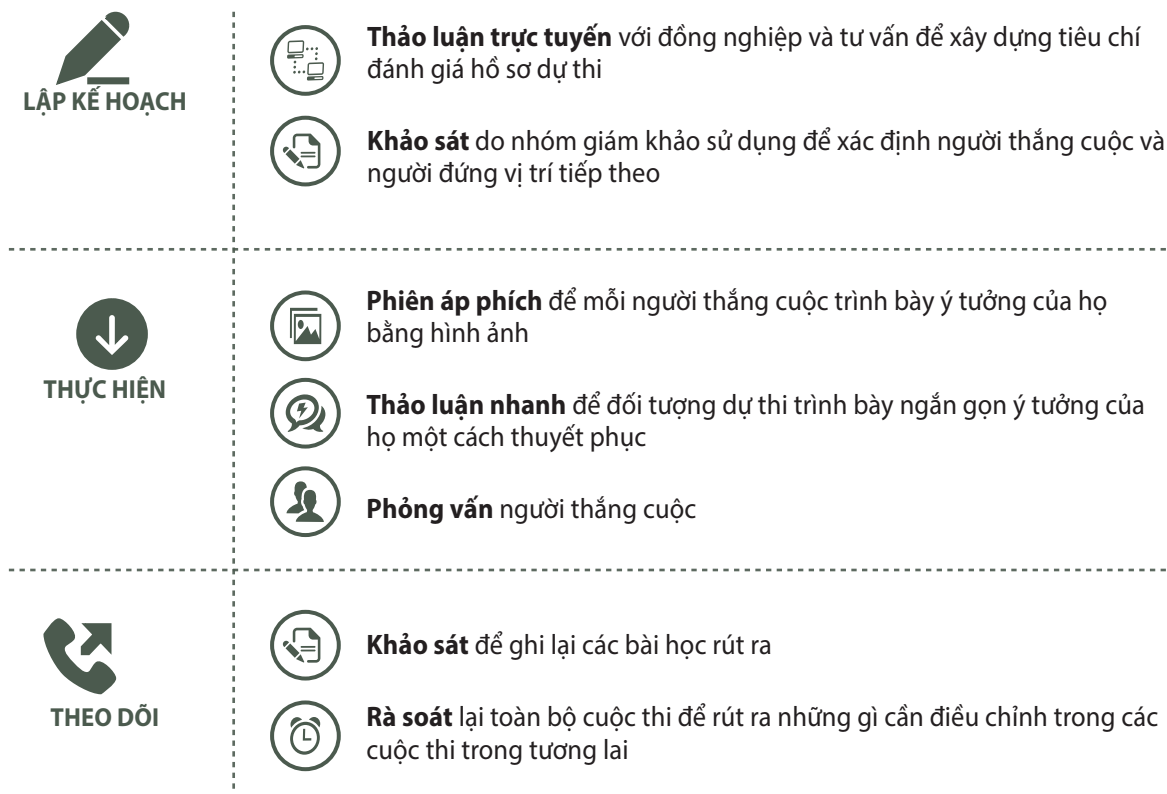 LẬP KẾ HOẠCH
Thảo luận trực tuyến với đồng nghiệp và tư vấn để xây dựng tiêu chí
đánh giá hồ sơ dự thi
Khảo sát do nhóm giám khảo sử dụng để xác định người thắng cuộc và
người đứng vị trí tiếp theo
THỰC HIỆN
Phiên áp phích để mỗi người thắng cuộc trình bày ý tưởng của họ
bằng hình ảnh
Thảo luận nhanh để đối tượng dự thi trình bày ngắn gọn ý tưởng của
họ một cách thuyết phục
Phỏng vấn người thắng cuộc
THEO DÕI
Khảo sát để ghi lại các bài học rút ra
Rà soát lại toàn bộ cuộc thi để rút ra những gì cần điều chỉnh trong các
cuộc thi trong tương lai